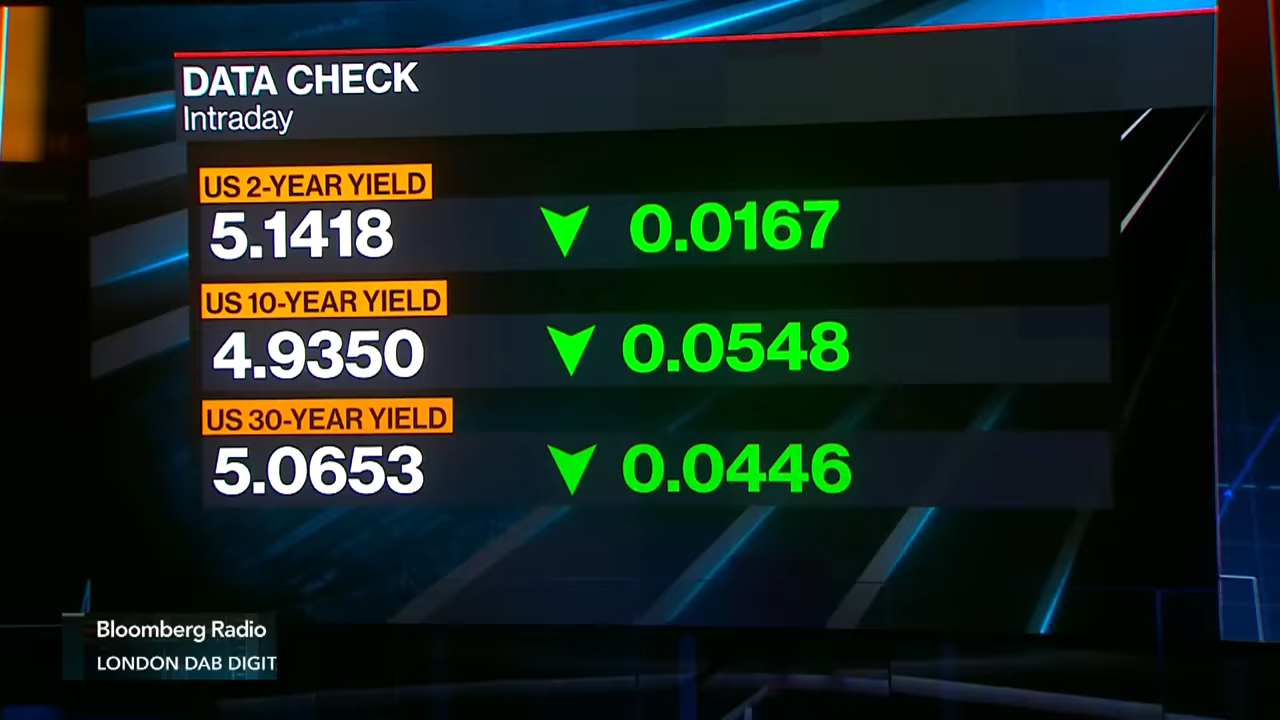 DATA CHECK
Intraday
US 2-YEAR YIELD
5.1418 ▼ 0.0167
US 10-YEAR YIELD
4.9350 ▼ 0.0548
US 30-YEAR YIELD
5.0653 ▼ 0.0446
Bloomberg Radio
LONDON DAB DIGIT